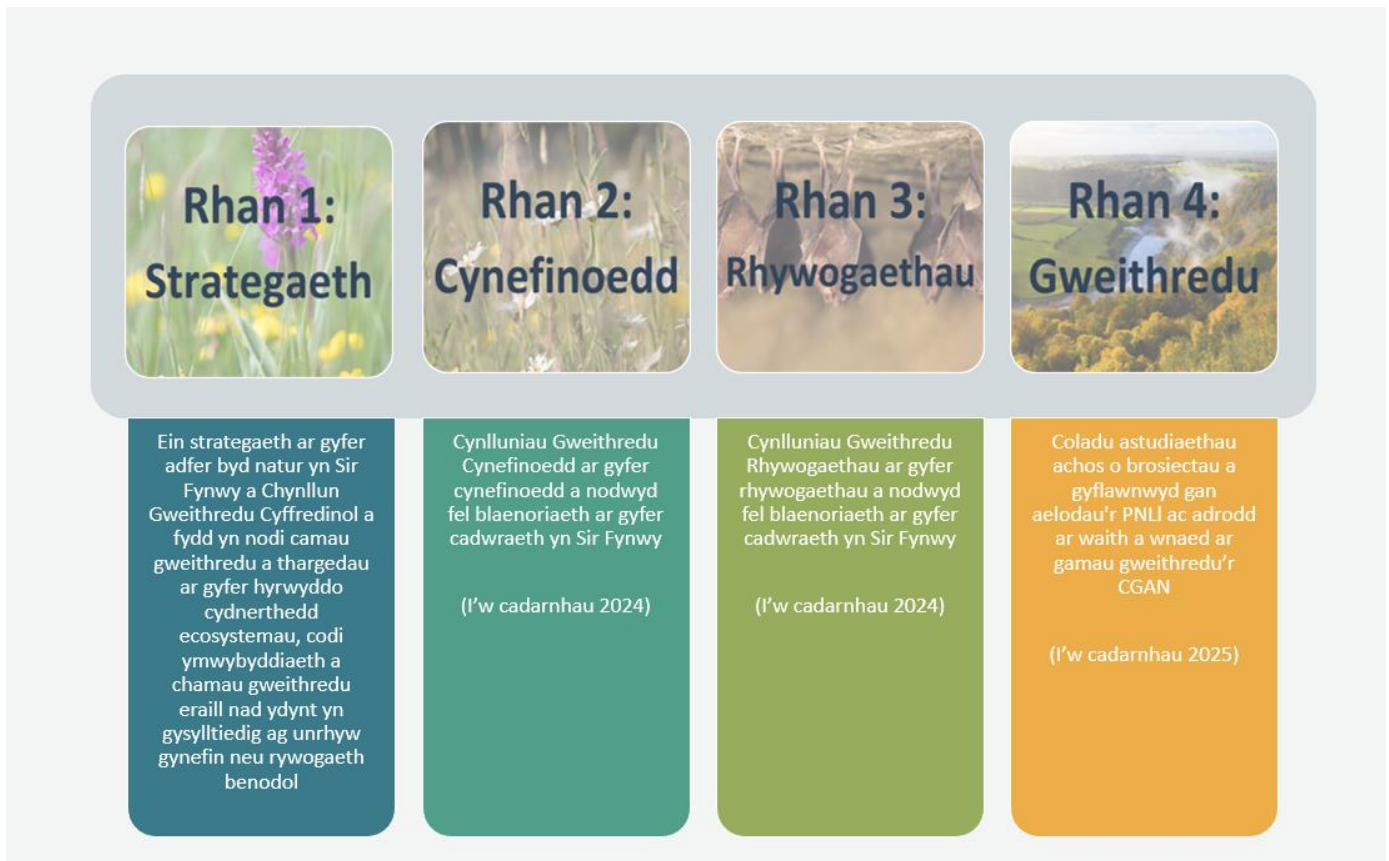 Rhan 1:
Strategaeth
Ein strategaeth ar gyfer
adfer byd natur yn Sir
Fynwy a Chynllun
Gweithredu Cyffredinol a
fydd yn nodi camau
gweithredu a thargedau
ar gyfer hyrwyddo
cydnerthedd
ecosystemau, codi
ymwybyddiaeth a
chamau gweithredu
eraill nad ydynt yn
gysylltiedig ag unrhyw
gynefin neu rywogaeth
benodol
Rhan 2:
Cynefinoedd
Cynlluniau Gweithredu
Cynefinoedd ar gyfer
cynefinoedd a nodwyd
fel blaenoriaeth ar gyfer
cadwraeth yn Sir Fynwy
(I’w cadarnhau 2024)
Rhan 3:
Rhywogaethau
Cynlluniau Gweithredu
Rhywogaethau ar gyfer
rhywogaethau a nodwyd
fel blaenoriaeth ar gyfer
cadwraeth yn Sir Fynwy
(I’w cadarnhau 2024)
Rhan 4:
Gweithredu
Coladu astudiaethau
achos o brosiectau a
gyflawnwyd gan
aelodau'r PNLl ac adrodd
ar waith a wnaed ar
gamau gweithredu’r
CGAN
(I’w cadarnhau 2025)